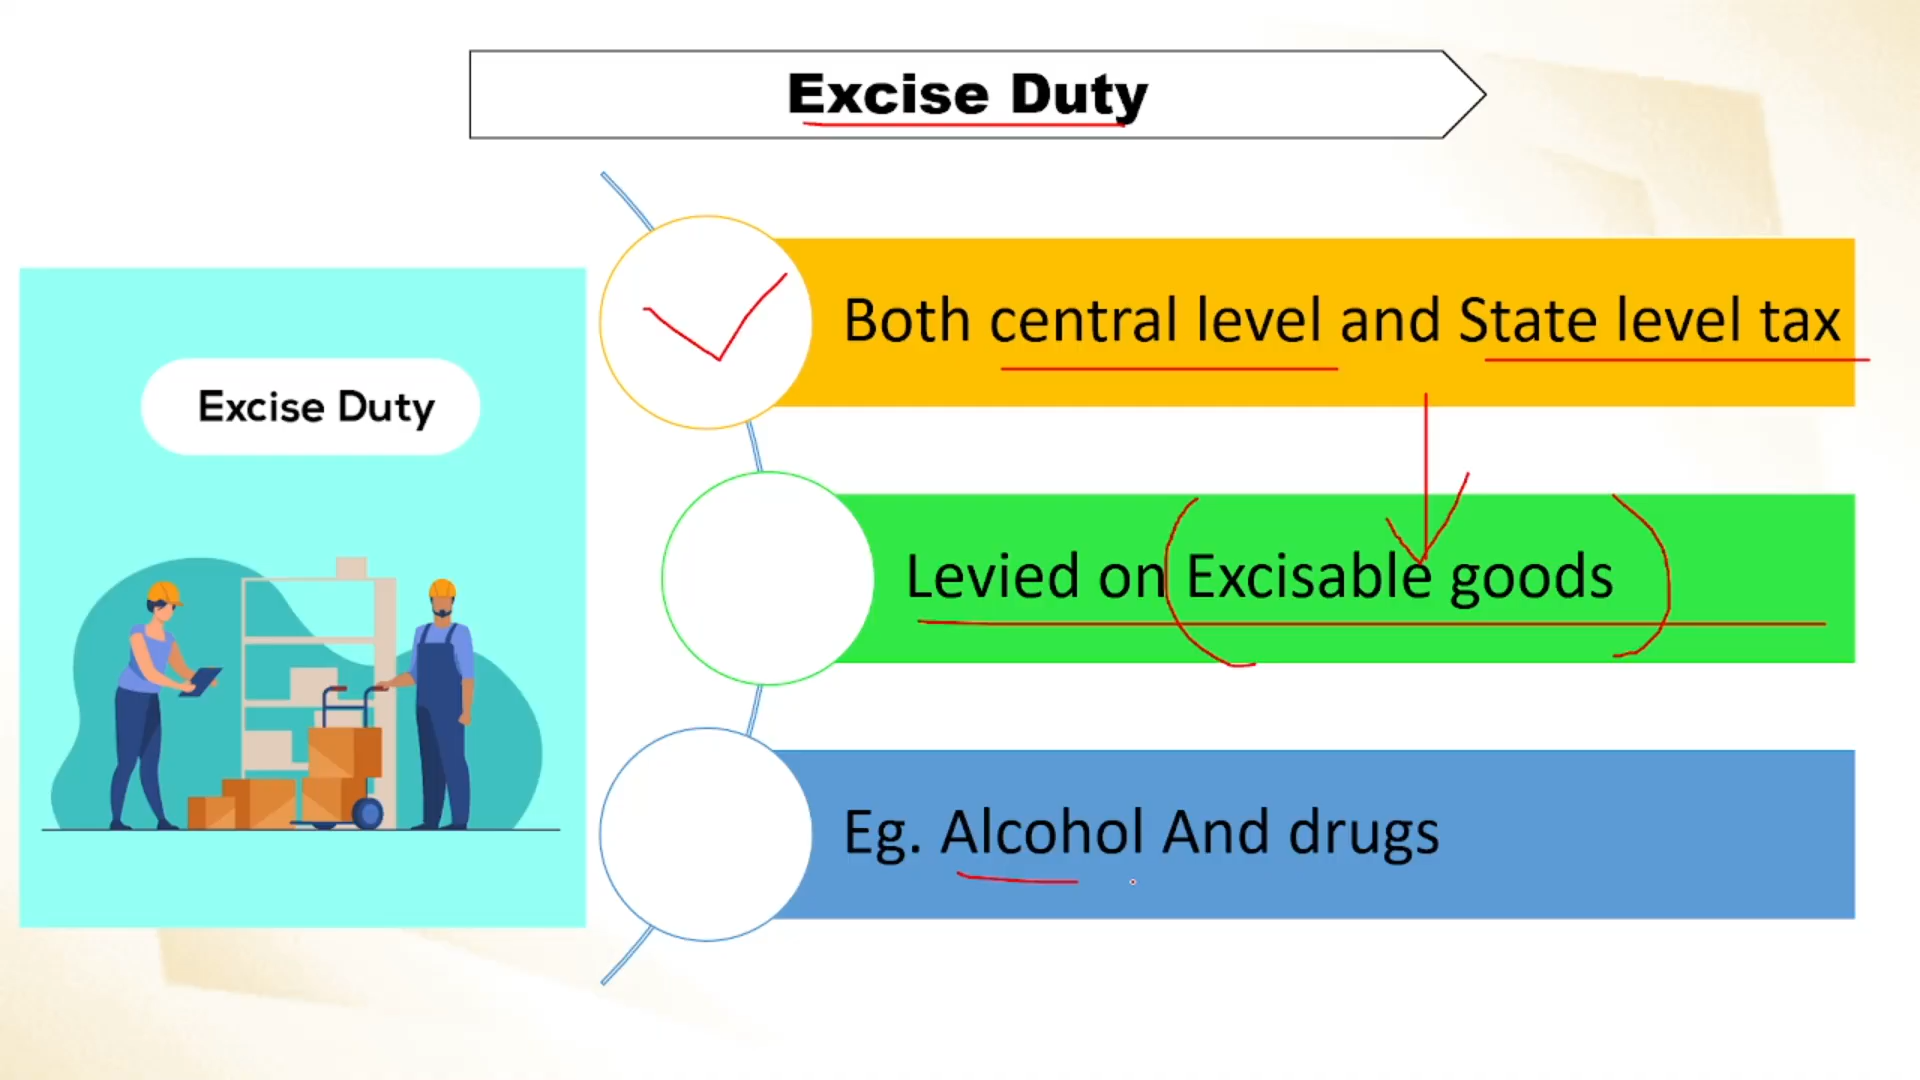 Excise Duty
Excise Duty
Both central level and State level tax
Levied on Excisable goods
Eg. Alcohol And drugs